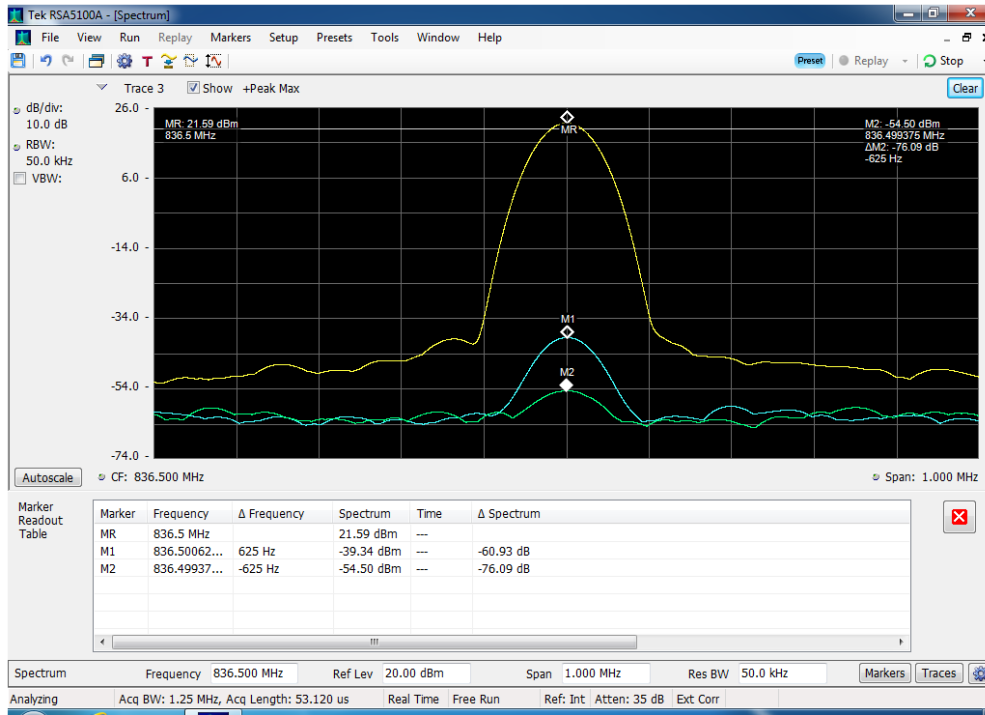 Tek RSA5100A - [Spectrum]
File View Run Replay Markers Setup Presets Tools Window Help
Preset Replay Stop
Trace 3 Show +Peak Max Clear
dB/div:
10.0 dB
RBW:
50.0 kHz
VBW:
26.0
6.0
-14.0
-34.0
-54.0
-74.0
MR: 21.59 dBm
836.5 MHz
MR
M2: -54.50 dBm
836.499375 MHz
ΔM2: -76.09 dB
-625 Hz
M1
M2
Autoscale CF: 836.500 MHz Span: 1.000 MHz
Marker
Readout
Table
Marker Frequency Δ Frequency Spectrum Time Δ Spectrum
MR 836.5 MHz 21.59 dBm ---
M1 836.50062... 625 Hz -39.34 dBm --- -60.93 dB
M2 836.49937... -625 Hz -54.50 dBm --- -76.09 dB
Spectrum Frequency 836.500 MHz Ref Lev 20.00 dBm Span 1.000 MHz Res BW 50.0 kHz Markers Traces
Analyzing Acq BW: 1.25 MHz, Acq Length: 53.120 us Real Time Free Run Ref: Int Atten: 35 dB Ext Corr